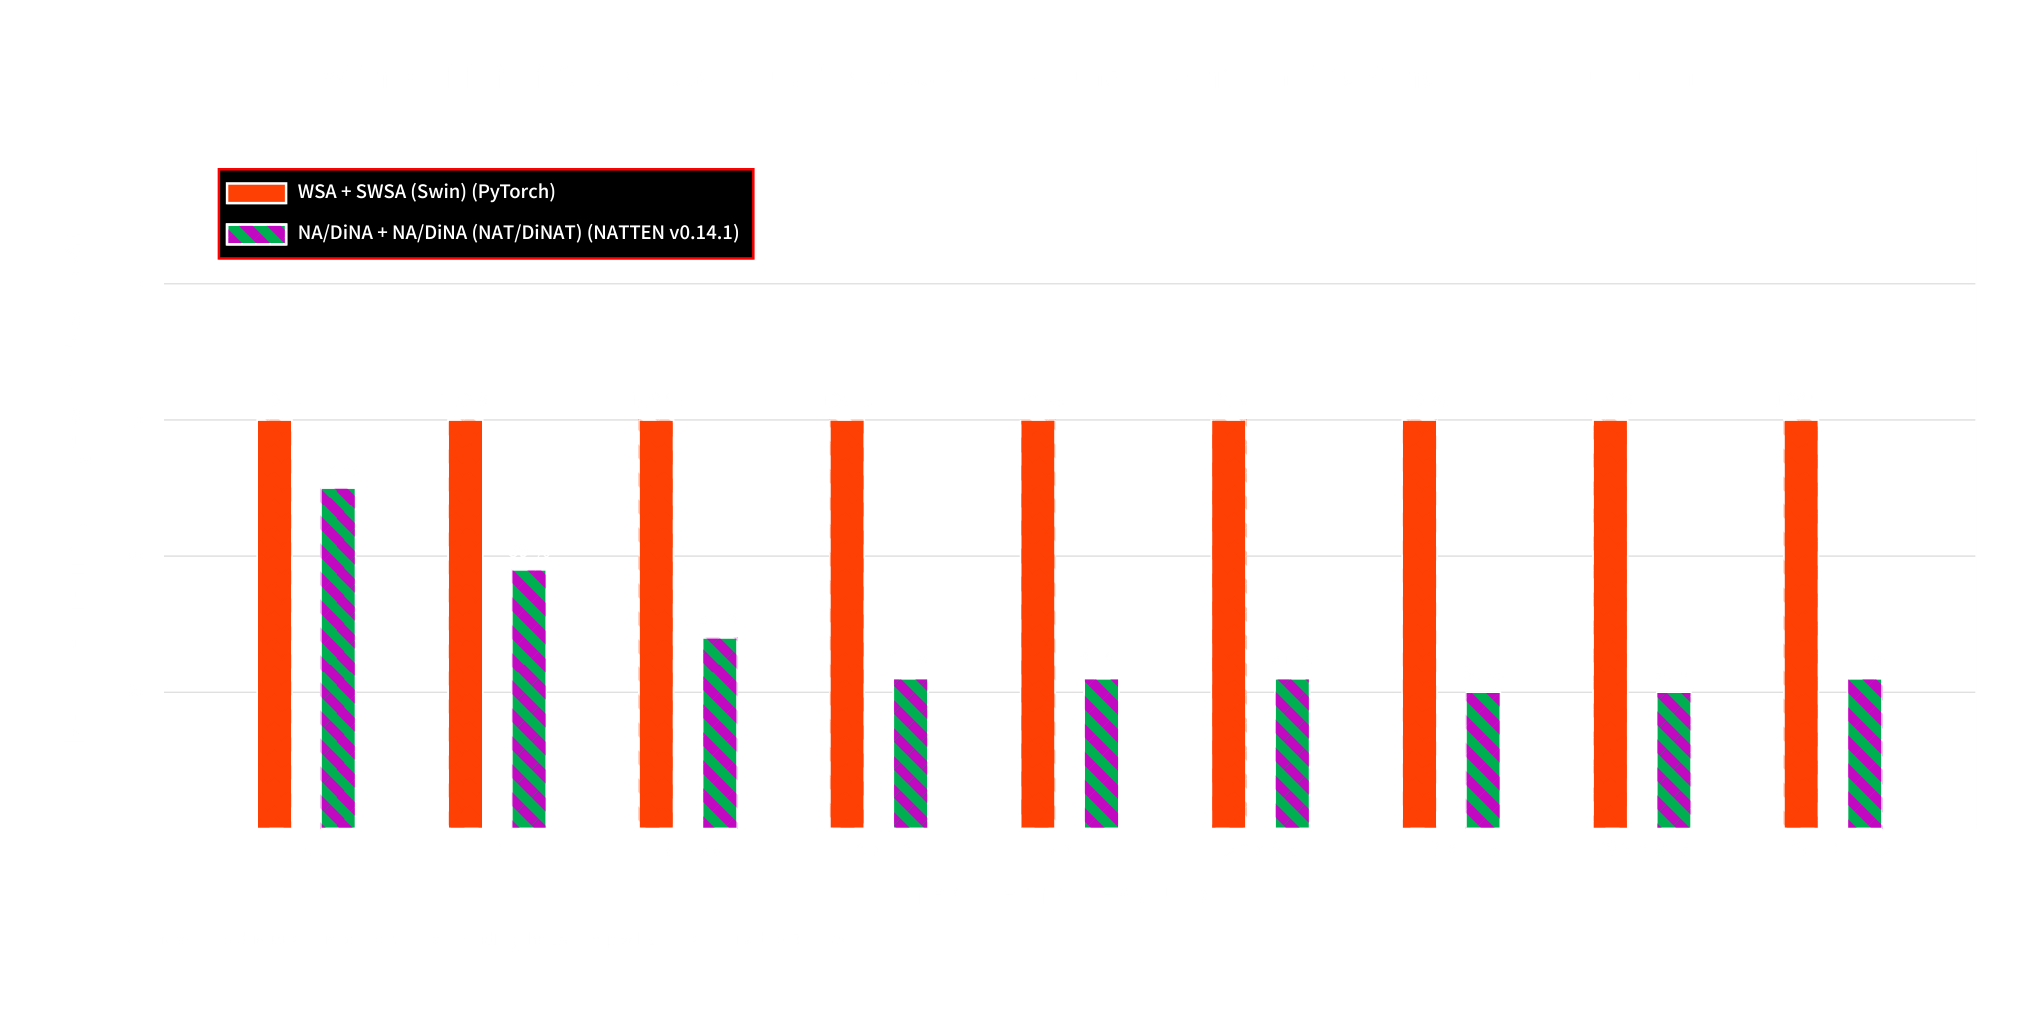 WSA + SWSA (Swin) (PyTorch)
NA/DiNA + NA/DiNA (NAT/DiNAT) (NATTEN v0.14.1)